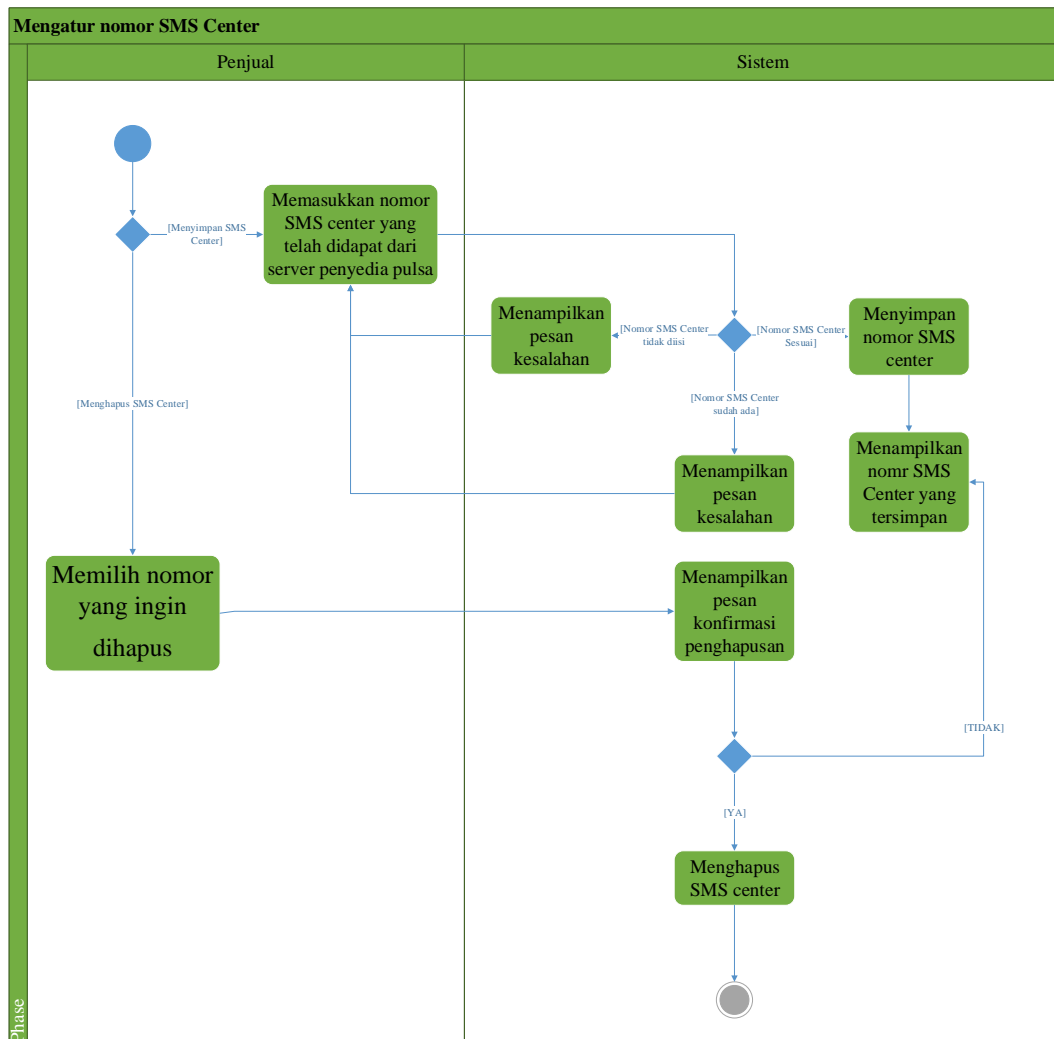 Mengatur nomor SMS Center
Penjual
Sistem
Memasukkan nomor
SMS center yang
telah didapat dari
server penyedia pulsa
[Menyimpan SMS
Center]
Menampilkan
pesan
kesalahan
[Nomor SMS Center
tidak diisi
[Nomor SMS Center
Sesuai]
Menyimpan
nomor SMS
center
[Menghapus SMS Center]
[Nomor SMS Center
sudah ada]
Menampilkan
pesan
kesalahan
Menampilkan
nomr SMS
Center yang
tersimpan
Memilih nomor
yang ingin
dihapus
Menampilkan
pesan
konfirmasi
penghapusan
[TIDAK]
[YA]
Menghapus
SMS center
Phase